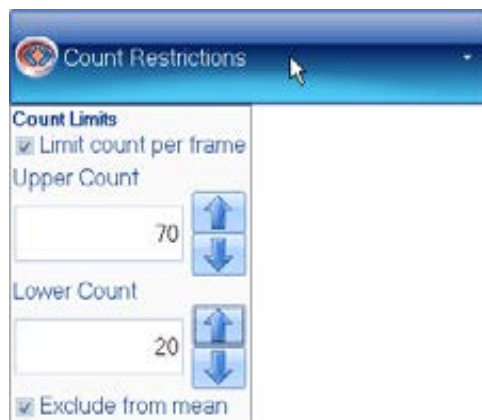 Count Restrictions
Count Limits
Limit count per frame
Upper Count
70
Lower Count
20
Exclude from mean